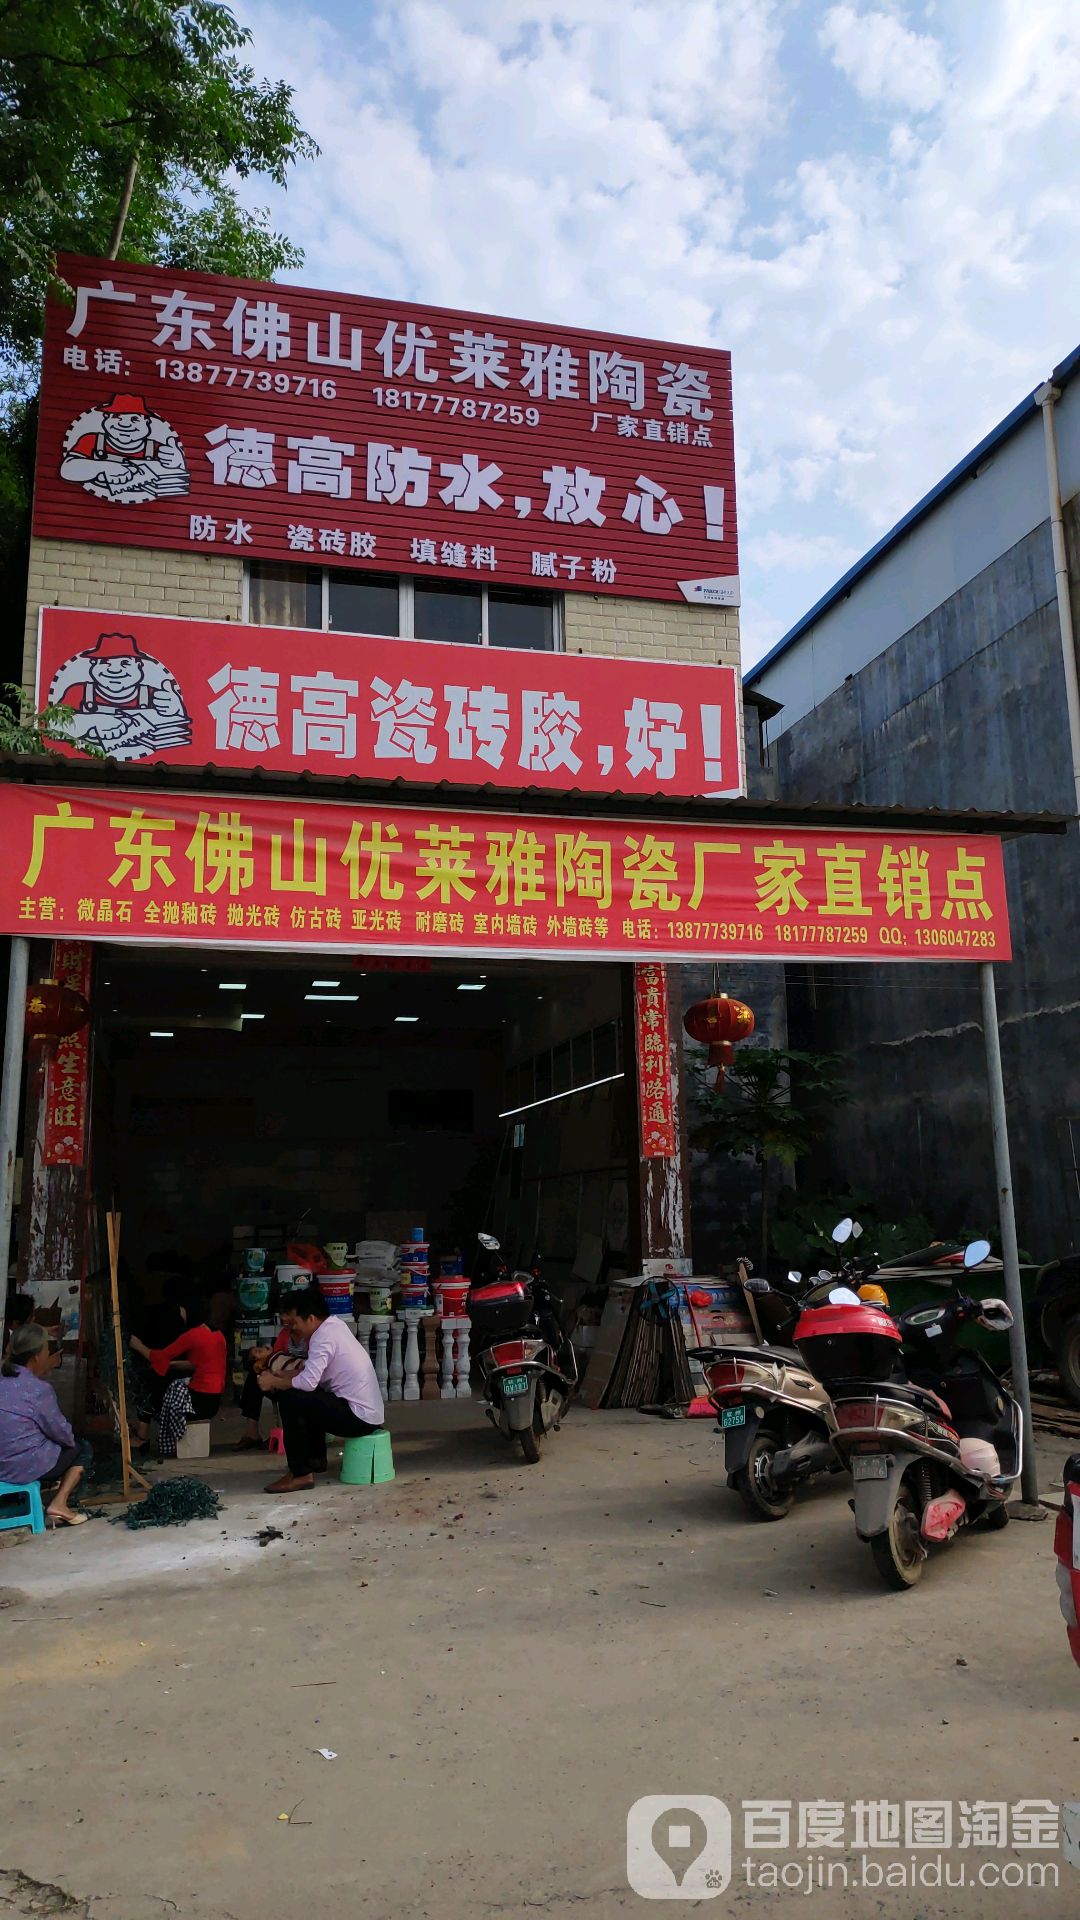 广东佛山优莱雅陶瓷
电话：13877739716 18177787259 厂家直销点
德高防水，放心！
防水 瓷砖胶 填缝料 腻子粉
德高瓷砖胶，好！
广东佛山优莱雅陶瓷厂家直销点
主营：微晶石 全抛釉砖 抛光砖 仿古砖 亚光砖 耐磨砖 室内墙砖 外墙砖等 电话：13877739716 18177787259 QQ：1306047283
照生意旺
富貴常臨利路通
百度地图淘金
taojin.baidu.com